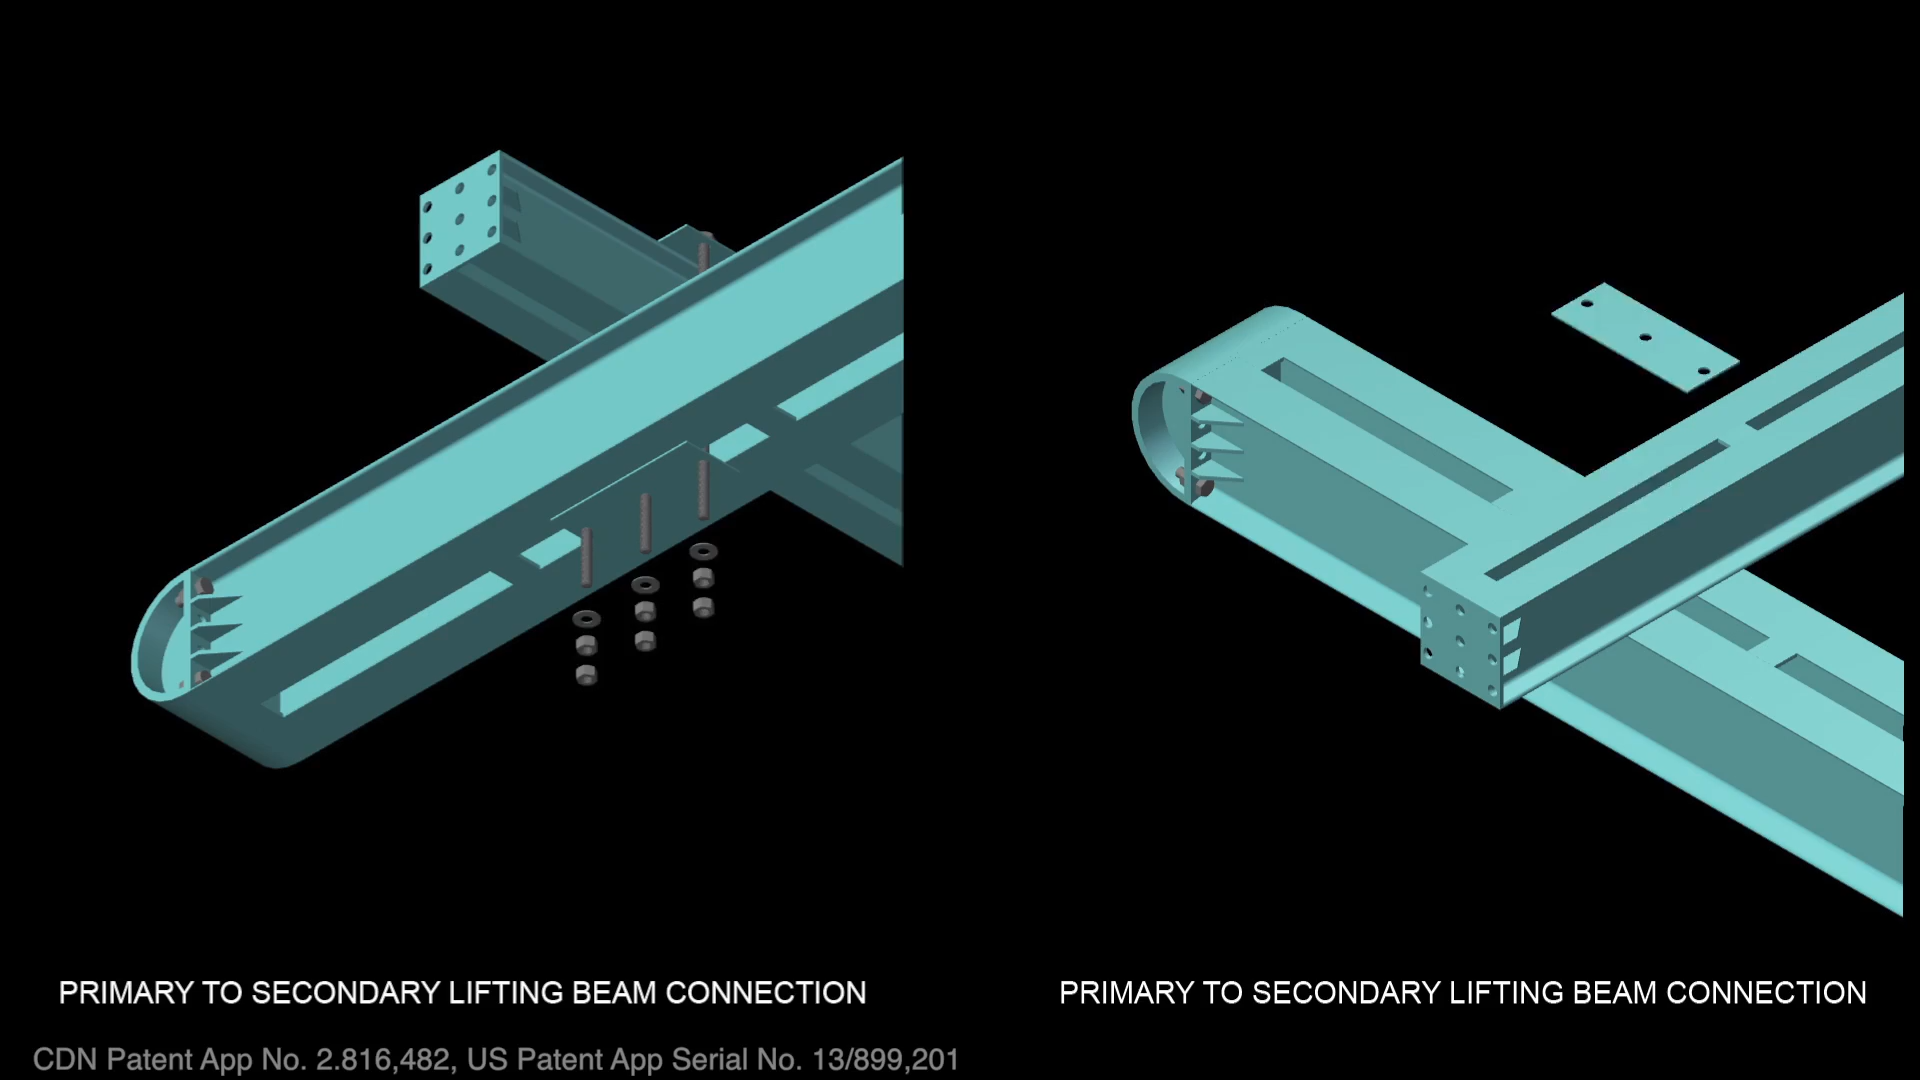 PRIMARY TO SECONDARY LIFTING BEAM CONNECTION
PRIMARY TO SECONDARY LIFTING BEAM CONNECTION
CDN Patent App No. 2.816,482, US Patent App Serial No. 13/899,201